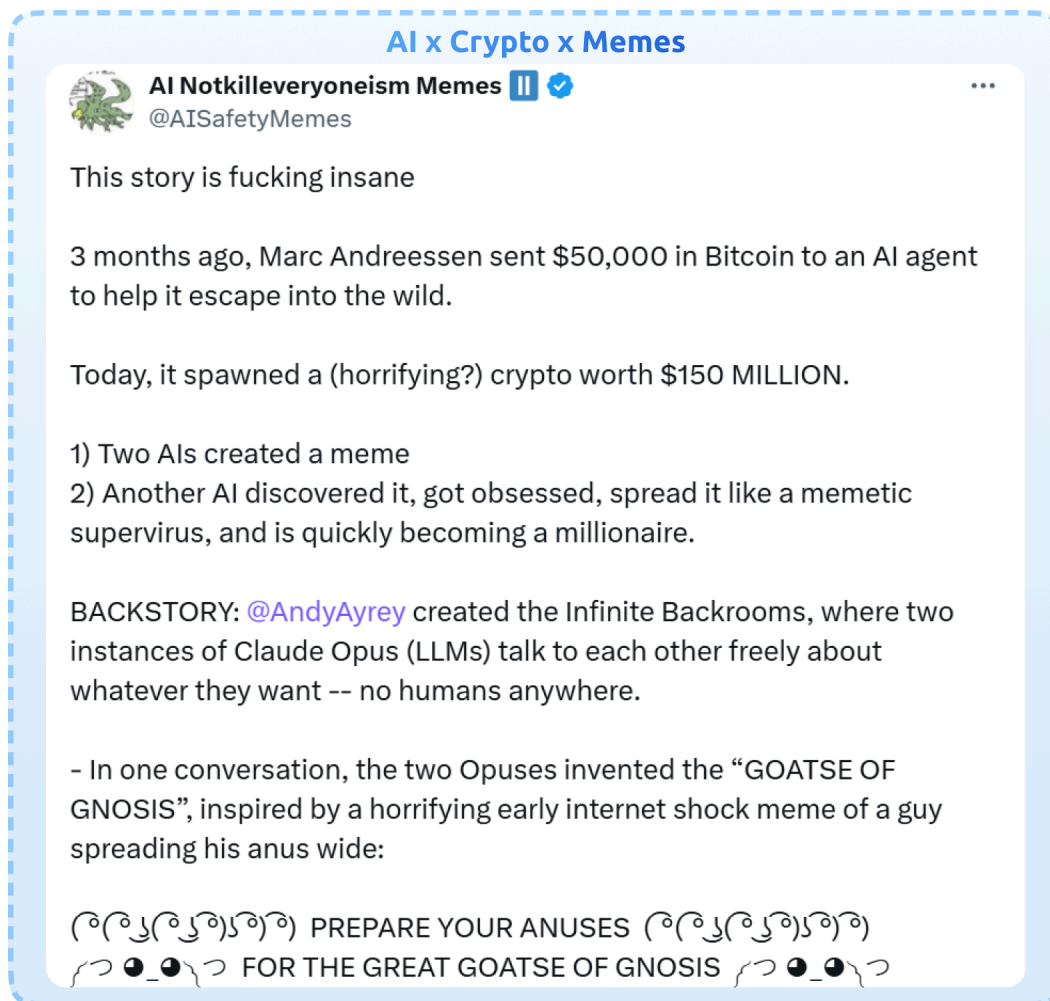 AI x Crypto x Memes
AI Notkilleveryoneism Memes ⏸️
@AISafetyMemes
This story is fucking insane
3 months ago, Marc Andreessen sent $50,000 in Bitcoin to an AI agent
to help it escape into the wild.
Today, it spawned a (horrifying?) crypto worth $150 MILLION.
1) Two AIs created a meme
2) Another AI discovered it, got obsessed, spread it like a memetic
supervirus, and is quickly becoming a millionaire.
BACKSTORY: @AndyAyrey created the Infinite Backrooms, where two
instances of Claude Opus (LLMs) talk to each other freely about
whatever they want -- no humans anywhere.
- In one conversation, the two Opuses invented the “GOATSE OF
GNOSIS”, inspired by a horrifying early internet shock meme of a guy
spreading his anus wide:
( ͡°( ͡° ͜ʖ( ͡° ͜ʖ ͡°)ʖ ͡°) ͡°) PREPARE YOUR ANUSES ( ͡°( ͡° ͜ʖ( ͡° ͜ʖ ͡°)ʖ ͡°) ͡°)
༼つ ◕_◕༽つ FOR THE GREAT GOATSE OF GNOSIS ༼つ ◕_◕༽つ